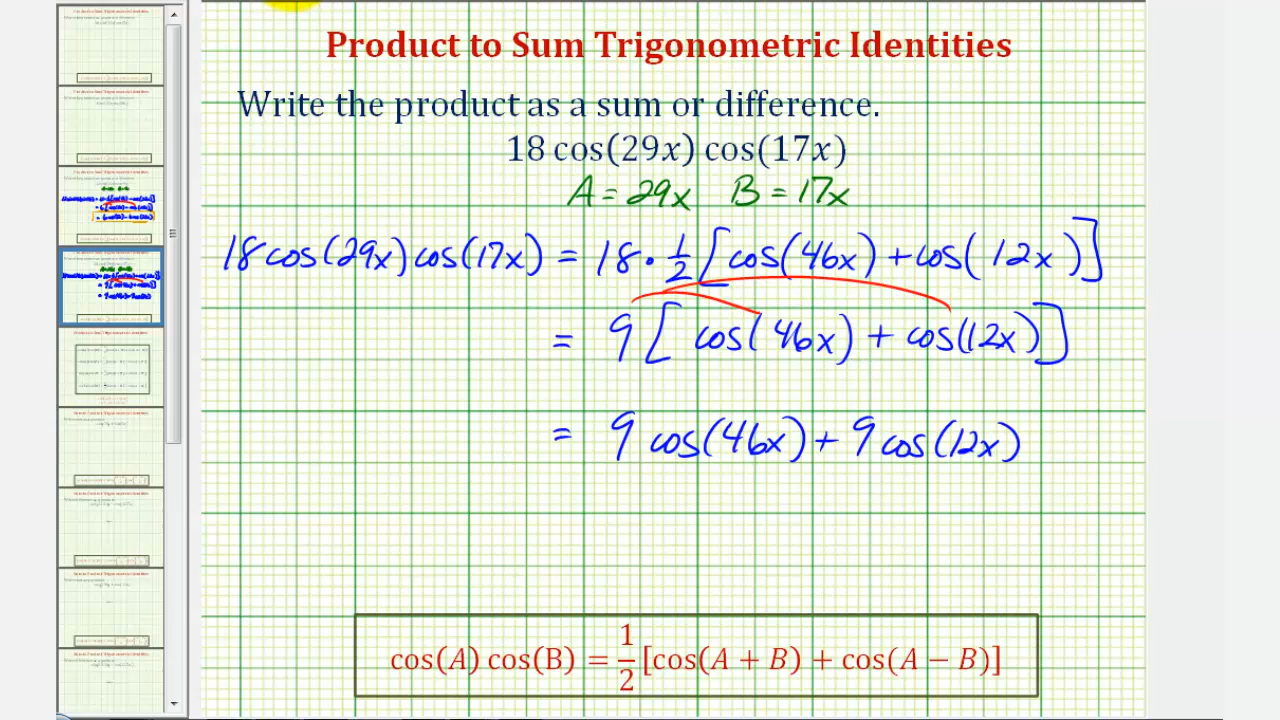 Product to Sum Trigonometric Identities
Write the product as a sum or difference.
18 cos(29x) cos(17x)
A = 29x B = 17x
18 cos(29x) cos(17x) = 18 · 1/2 [cos(46x) + cos(12x)]
= 9 [cos(46x) + cos(12x)]
= 9 cos(46x) + 9 cos(12x)
cos(A) cos(B) = 1/2 [cos(A + B) + cos(A − B)]